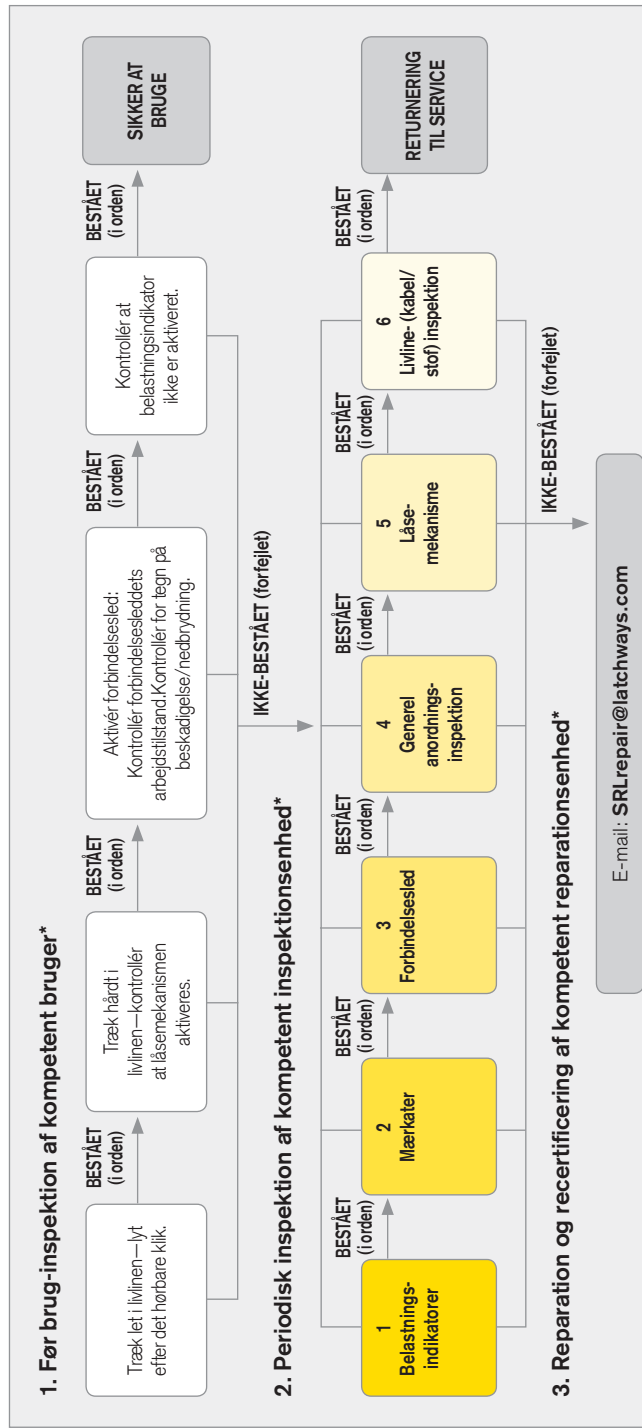 1. Før brug-inspektion af kompetent bruger*
Træk let i livlinen—lyt
efter det hørbare klik.
BESTÅET
(i orden)
Træk hårdt i
livlinen—kontrollér
at låsemekanismen
aktiveres.
BESTÅET
(i orden)
Aktivér forbindelsesled:
Kontrollér forbindelsesleddets
arbejdstilstand.Kontrollér for tegn på
beskadigelse/nedbrydning.
BESTÅET
(i orden)
Kontrollér at
belastningsindikator
ikke er aktiveret.
BESTÅET
(i orden)
SIKKER AT
BRUGE
IKKE-BESTÅET (forfejlet)
2. Periodisk inspektion af kompetent inspektionsenhed*
1
Belastnings-
indikatorer
BESTÅET
(i orden)
2
Mærkater
BESTÅET
(i orden)
3
Forbindelsesled
BESTÅET
(i orden)
4
Generel
anordnings-
inspektion
BESTÅET
(i orden)
5
Låse-
mekanisme
BESTÅET
(i orden)
6
Livline- (kabel/
stof) inspektion
BESTÅET
(i orden)
RETURNERING
TIL SERVICE
IKKE-BESTÅET (forfejlet)
3. Reparation og recertificering af kompetent reparationsenhed*
E-mail: SRLrepair@latchways.com